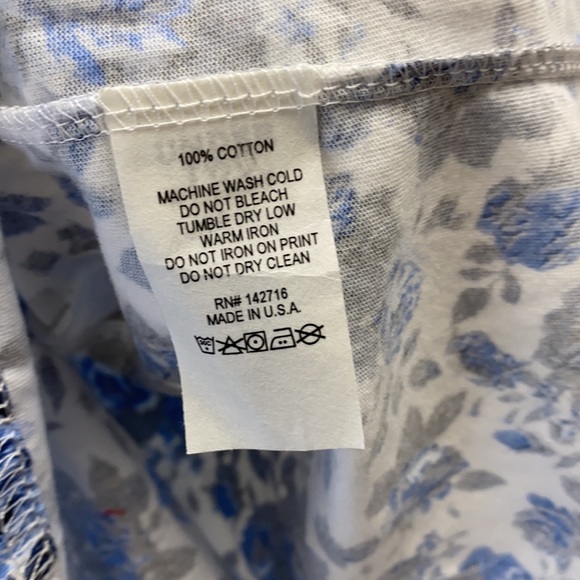 100% COTTON
MACHINE WASH COLD
DO NOT BLEACH
TUMBLE DRY LOW
WARM IRON
DO NOT IRON ON PRINT
DO NOT DRY CLEAN
RN# 142716
MADE IN U.S.A.